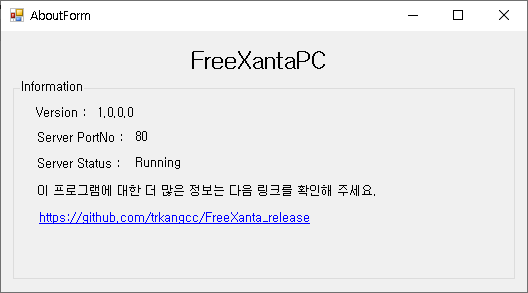 AboutForm
FreeXantaPC
Information
Version : 1.0.0.0
Server PortNo : 80
Server Status : Running
이 프로그램에 대한 더 많은 정보는 다음 링크를 확인해 주세요.
https://github.com/trkangcc/FreeXanta_release